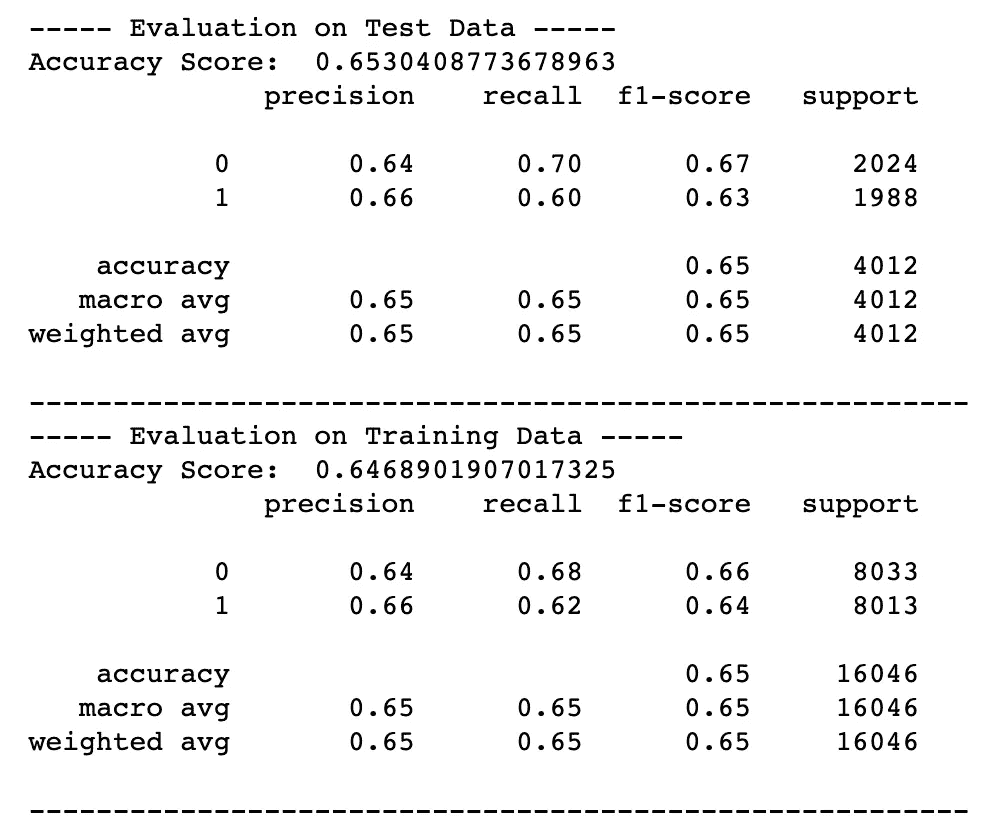 ----- Evaluation on Test Data -----
Accuracy Score:  0.6530408773678963
              precision    recall  f1-score   support

           0       0.64      0.70      0.67      2024
           1       0.66      0.60      0.63      1988

    accuracy                           0.65      4012
   macro avg       0.65      0.65      0.65      4012
weighted avg       0.65      0.65      0.65      4012

--------------------------------------------------------
----- Evaluation on Training Data -----
Accuracy Score:  0.6468901907017325
              precision    recall  f1-score   support

           0       0.64      0.68      0.66      8033
           1       0.66      0.62      0.64      8013

    accuracy                           0.65     16046
   macro avg       0.65      0.65      0.65     16046
weighted avg       0.65      0.65      0.65     16046

--------------------------------------------------------